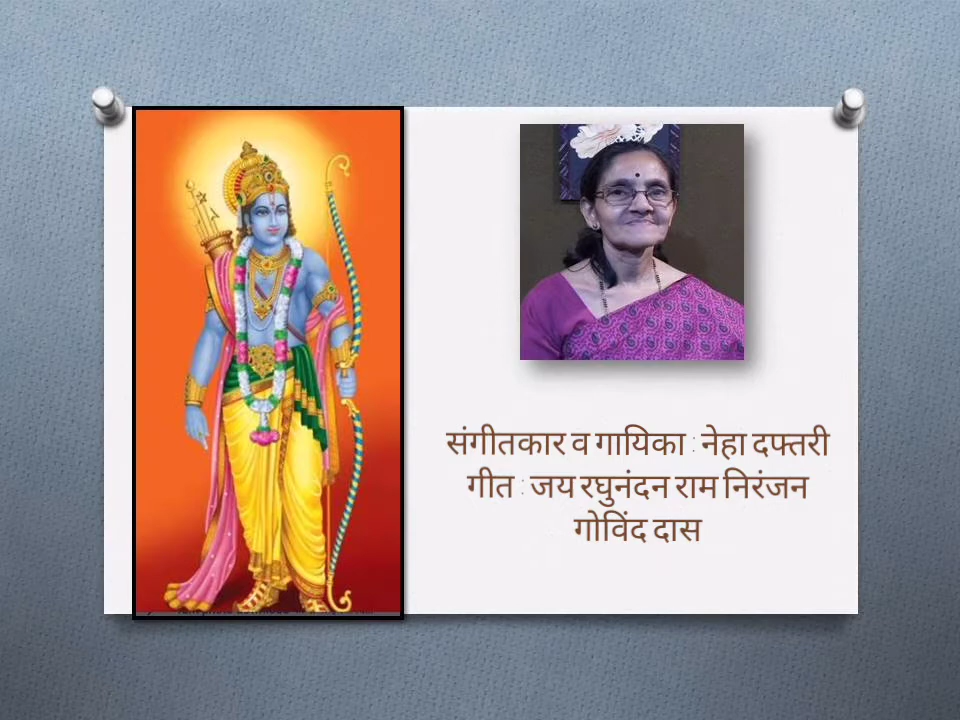 संगीतकार व गायिका : नेहा दफ्तरी
गीत : जय रघुनंदन राम निरंजन
गोविंद दास